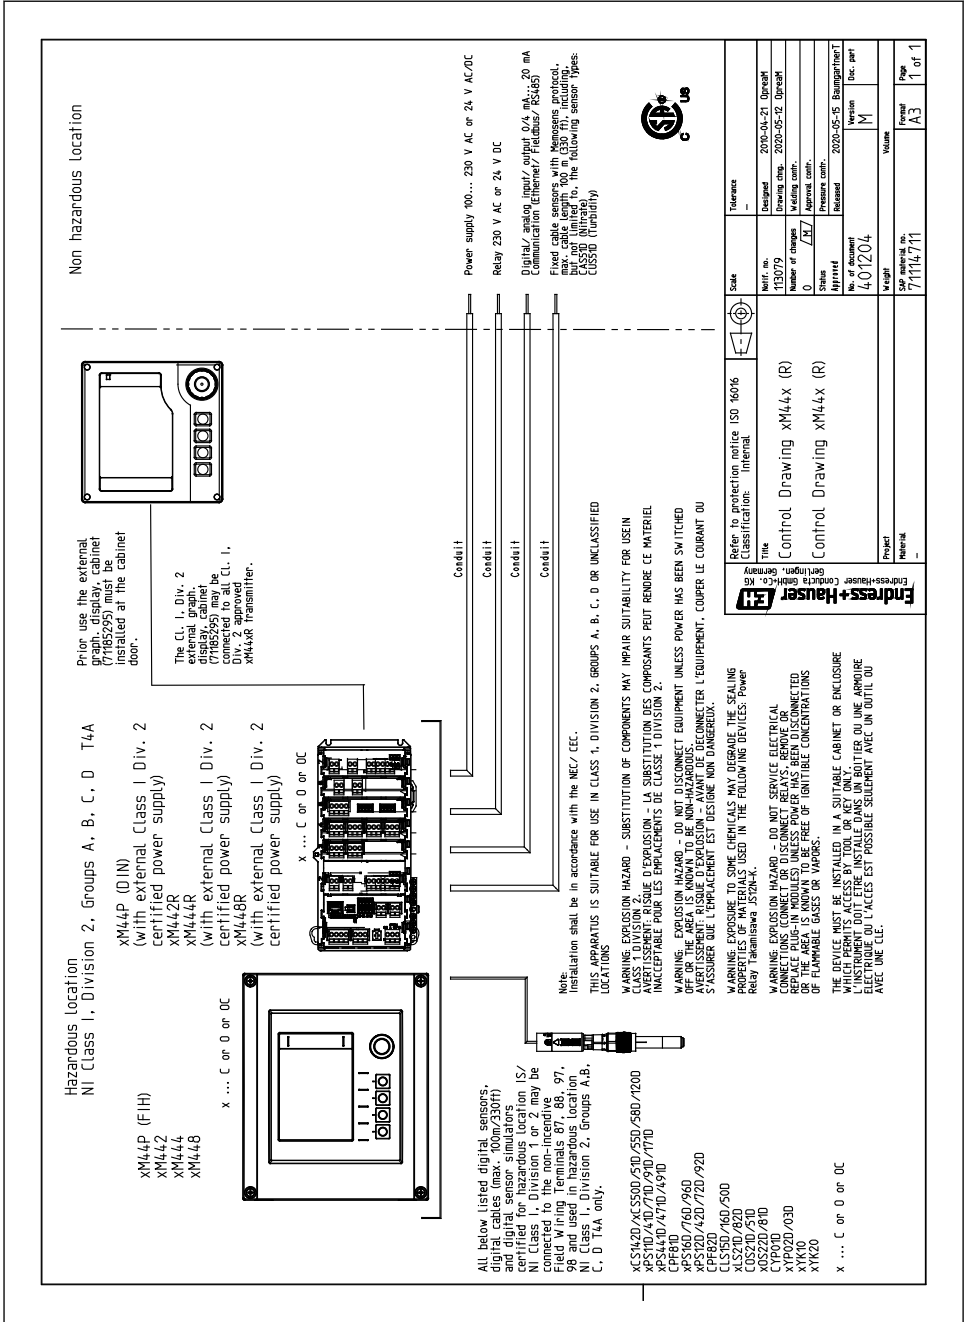 Hazardous location
NI Class I, Division 2, Groups A, B, C, D T4A
Non hazardous location
xM44P (FIH)
xM442
xM444
xM448
x ... C or O or OC
xM44P (DIN)
(with external Class I Div. 2
certified power supply)
xM42R
xM444R
(with external Class I Div. 2
certified power supply)
xM448R
(with external Class I Div. 2
certified power supply)
x ... C or O or OC
Prior use the external
graph. display, cabinet
(71185295) must be
installed at the cabinet
door.
The Cl. I, Div. 2
external graph.
display, cabinet
(71185295) may be
connected to all Cl. I,
Div. 2 approved
xM44xR transmitter.
Conduit
Conduit
Conduit
Conduit
Power supply 100... 230 V AC or 24 V AC/DC
Relay 230 V AC or 24 V DC
Digital/ analog input/ output 0/4 mA... 20 mA
Communication (Ethernet/ Fieldbus/ RS485)
Fixed cable sensors with Memosens protocol,
max. cable length 100 m (330 ft), including,
but not limited to, the following sensor types:
CAS51D (Nitrate)
CUS51D (Turbidity)
C US
All below listed digital sensors,
digital cables (max. 100m/330ft)
and digital sensor simulators
certified for hazardous location IS/
NI Class I, Division 1 or 2 may be
connected to the non-incendive
Field Wiring Terminals 87, 88, 97,
98 and used in hazardous location
NI Class I, Division 2, Groups A,B,
C, D T4A only.
xCS142D/xCS50D/51D/55D/58D/120D
xPS11D/41D/71D/91D/171D
xPS441D/471D/491D
CPF81D
xPS16D/76D/96D
xPS12D/42D/72D/92D
CPF82D
CLS15D/16D/50D
xLS21D/82D
COS21D/51D
xOS22D/81D
CYP01D
xYP02D/03D
xYK10
xYK20
x ... C or O or OC
Note:
Installation shall be in accordance with the NEC/ CEC.
THIS APPARATUS IS SUITABLE FOR USE IN CLASS 1, DIVISION 2, GROUPS A, B, C, D OR UNCLASSIFIED
LOCATIONS
WARNING: EXPLOSION HAZARD - SUBSTITUTION OF COMPONENTS MAY IMPAIR SUITABILITY FOR USEIN
CLASS 1 DIVISION 2.
AVERTISSEMENT: RISQUE D'EXPLOSION - LA SUBSTITUTION DES COMPOSANTS PEUT RENDRE CE MATERIEL
INACCEPTABLE POUR LES EMPLACEMENTS DE CLASSE 1 DIVISION 2.
WARNING: EXPLOSION HAZARD - DO NOT DISCONNECT EQUIPMENT UNLESS POWER HAS BEEN SWITCHED
OFF OR THE AREA IS KNOWN TO BE NON-HAZARDOUS.
AVERTISSEMENT: RISQUE D'EXPLOSION - AVANT DE DECONNECTER L'EQUIPEMENT, COUPER LE COURANT OU
S'ASSURER QUE L'EMPLACEMENT EST DESIGNE NON DANGEREUX.
WARNING: EXPOSURE TO SOME CHEMICALS MAY DEGRADE THE SEALING
PROPERTIES OF MATERIALS USED IN THE FOLLOWING DEVICES: Power
Relay Takamisawa JS12N-K.
WARNING: EXPLOSION HAZARD - DO NOT SERVICE ELECTRICAL
CONNECTIONS (CONNECT OR DISCONNECT RELAYS, REMOVE OR
REPLACE PLUG-IN MODULES) UNLESS POWER HAS BEEN DISCONNECTED
OR THE AREA IS KNOWN TO BE FREE OF IGNITIBLE CONCENTRATIONS
OF FLAMMABLE GASES OR VAPORS.
THE DEVICE MUST BE INSTALLED IN A SUITABLE CABINET OR ENCLOSURE
WHICH PERMITS ACCESS BY TOOL OR KEY ONLY.
L'INSTRUMENT DOIT ETRE INSTALE DANS UN BOITIER OU UNE ARMOIRE
ELECTRIQUE OU L'ACCES EST POSSIBLE SEULEMENT AVEC UN OUTIL OU
AVEC UNE CLE.
Endress+Hauser
EH
Endress+Hauser Conducta GmbH+Co. KG
Gerlingen, Germany
Refer to protection notice ISO 16016
Classification: Internal
Title
Control Drawing xM44x (R)
Control Drawing xM44x (R)
Project
Material
–
Scale
Tolerance
–
Notif. no.
113079
Number of changes
0 /M/
Status
Approved
Designed 2010-04-21 OpreaM
Drawing chng. 2020-05-12 OpreaM
Welding contr.
Approval contr.
Pressure contr.
Released 2020-05-15 BaumgartnerT
No. of document
401204
Version
M
Doc. part
Weight
Volume
SAP material no.
71114711
Format
A3
Page
1 of 1